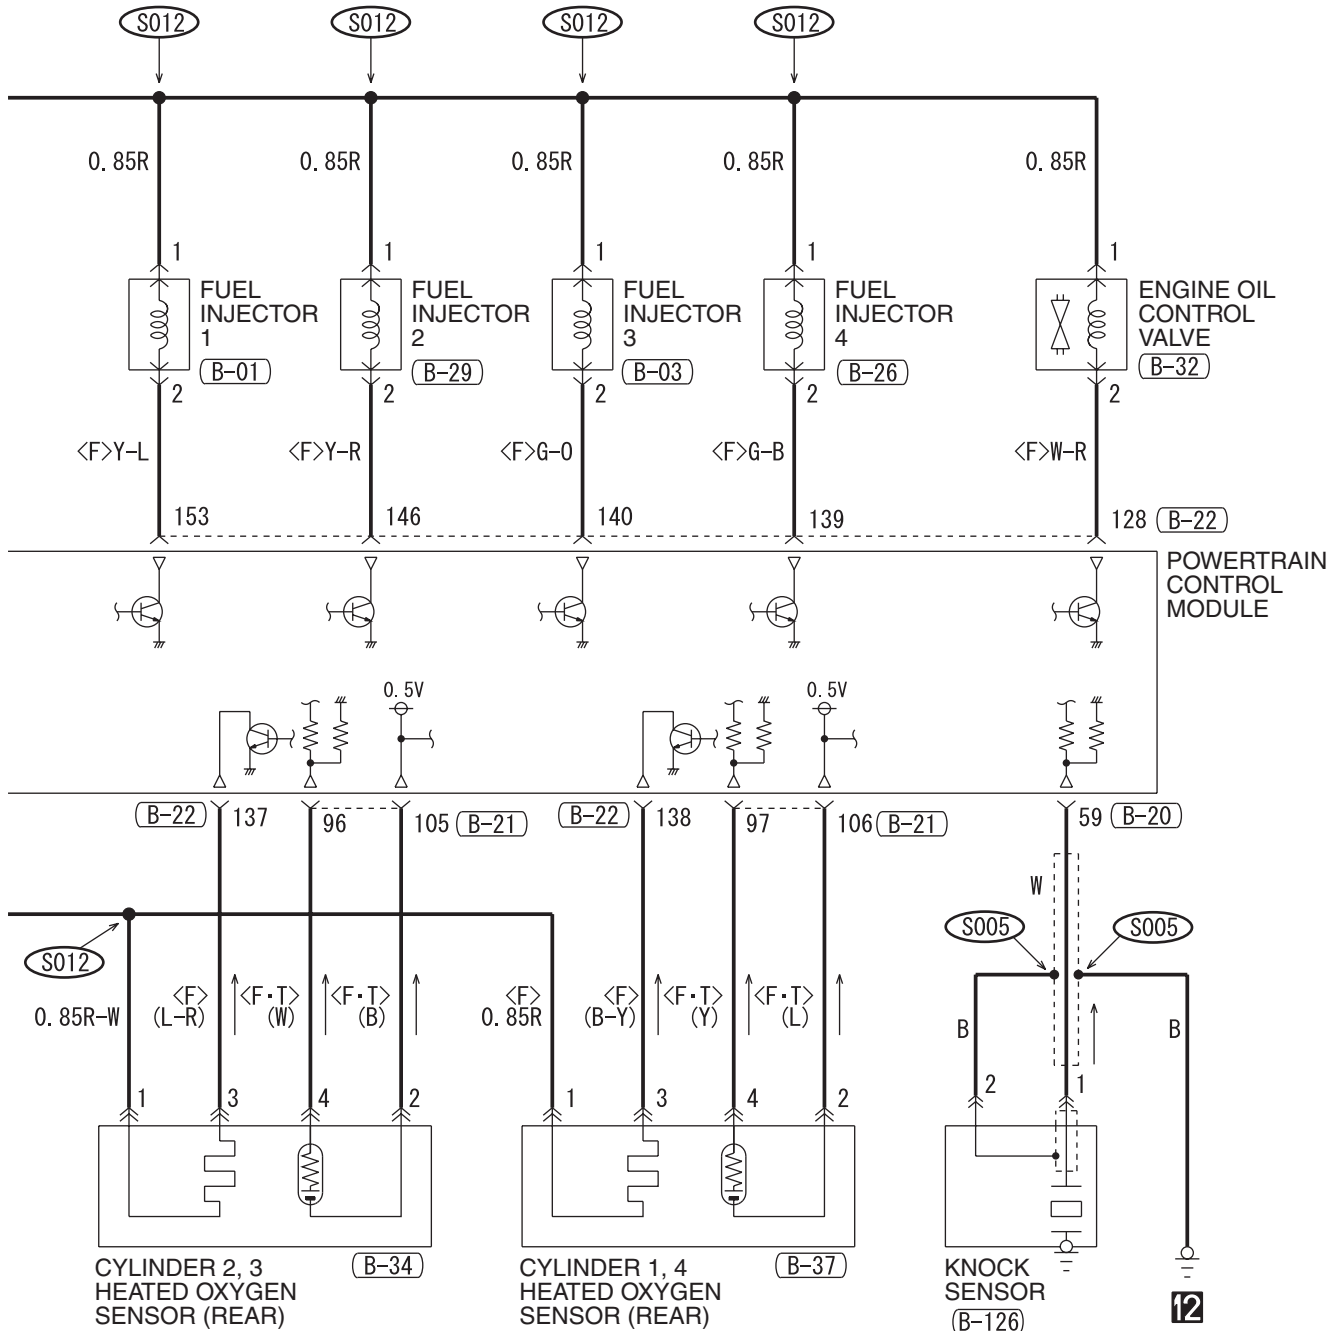 S012 S012 S012 S012
0.85R 0.85R 0.85R 0.85R 0.85R
1 1 1 1 1
FUEL INJECTOR 1
B-01
FUEL INJECTOR 2
B-29
FUEL INJECTOR 3
B-03
FUEL INJECTOR 4
B-26
ENGINE OIL CONTROL VALVE
B-32
2 2 2 2 2
<F>Y-L <F>Y-R <F>G-O <F>G-B <F>W-R
153 146 140 139 128 B-22
POWERTRAIN
CONTROL
MODULE
0.5V 0.5V
B-22 137 96 105 B-21 B-22 138 97 106 B-21 59 B-20
W
S005 S005
S012
0.85R-W
<F>
(L-R)
<F·T>
(W)
<F·T>
(B)
<F>
0.85R
<F>
(B-Y)
<F·T>
(Y)
<F·T>
(L)
B B
1 3 4 2 1 3 4 2 2 1
CYLINDER 2, 3
HEATED OXYGEN
SENSOR (REAR)
B-34
CYLINDER 1, 4
HEATED OXYGEN
SENSOR (REAR)
B-37
KNOCK
SENSOR
(B-126)
12